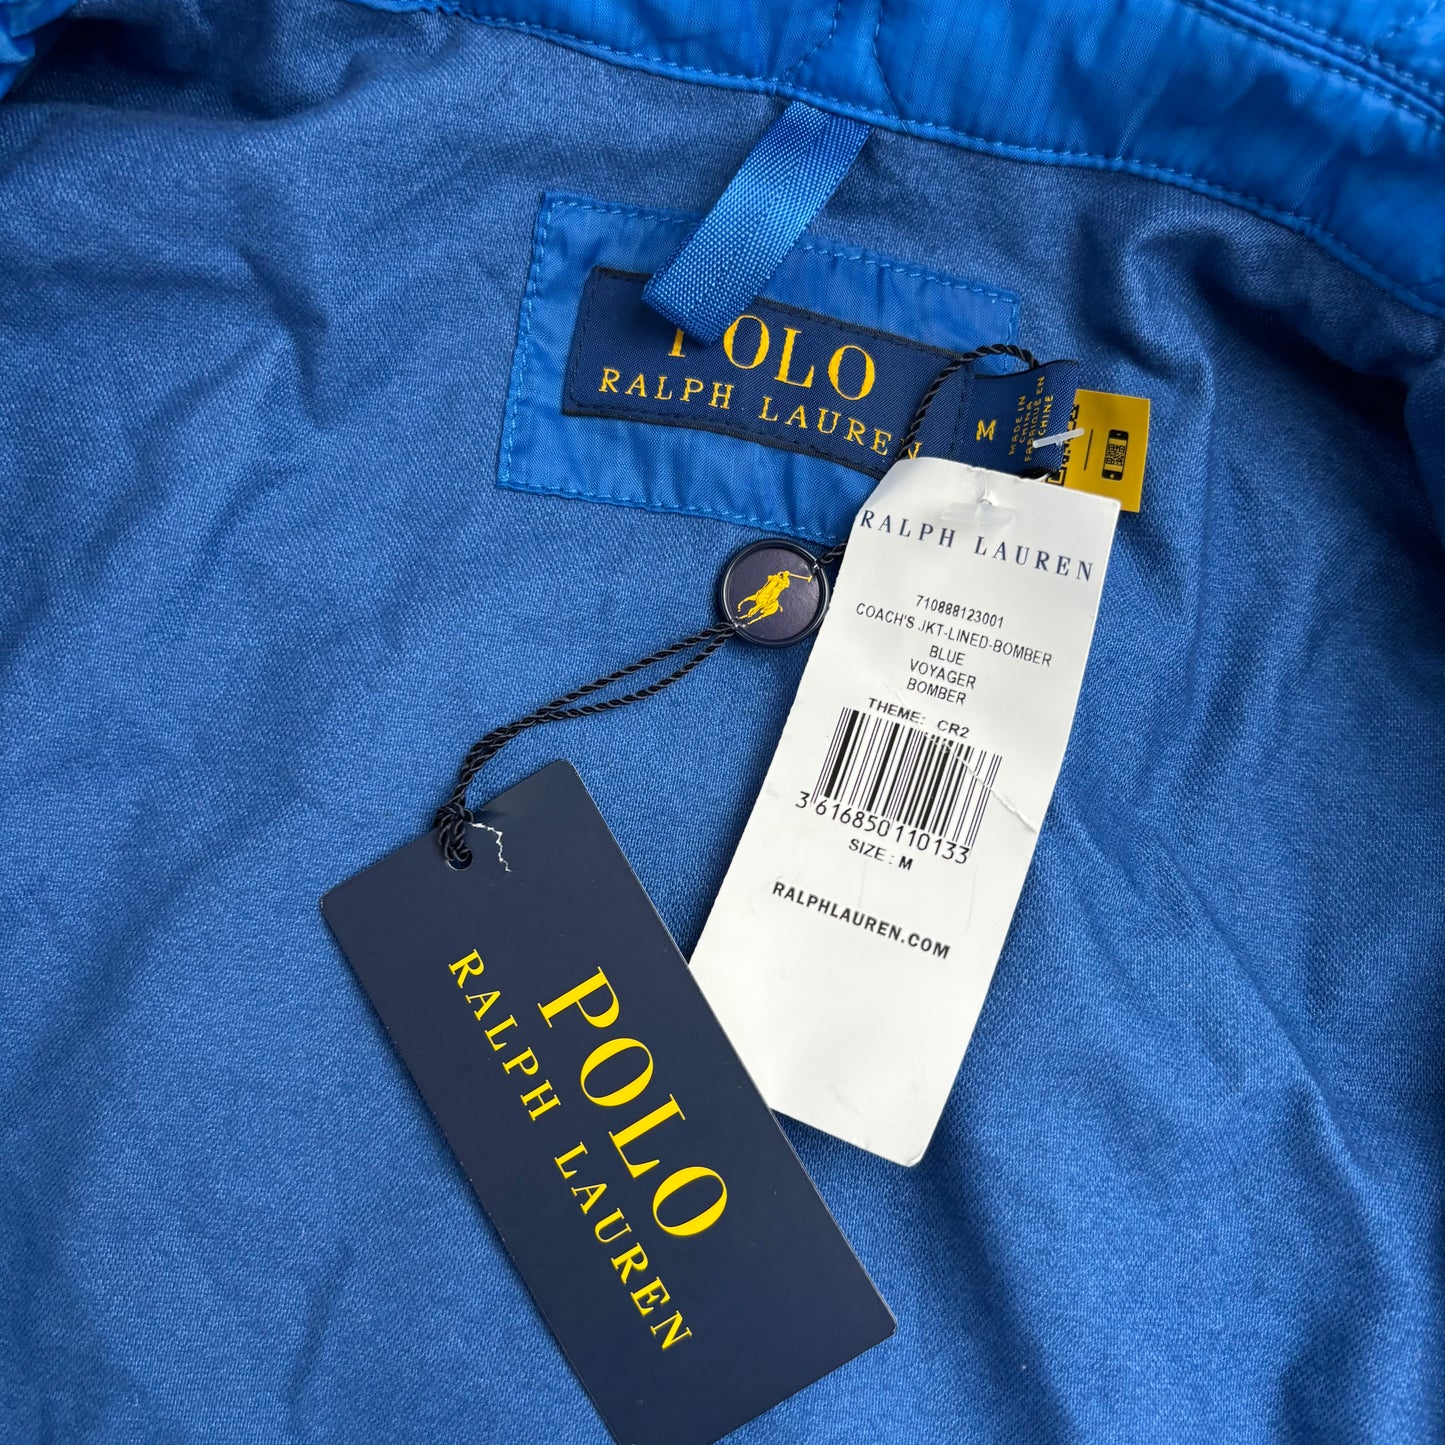 POLO
RALPH LAUREN
M
MADE IN
CHINA
FABRIQUÉ EN
CHINE
RALPH LAUREN
710888123001
COACH'S JKT-LINED-BOMBER
BLUE
VOYAGER
BOMBER
THEME: CR2
3 616850 110133
SIZE : M
RALPHLAUREN.COM
POLO
RALPH LAUREN